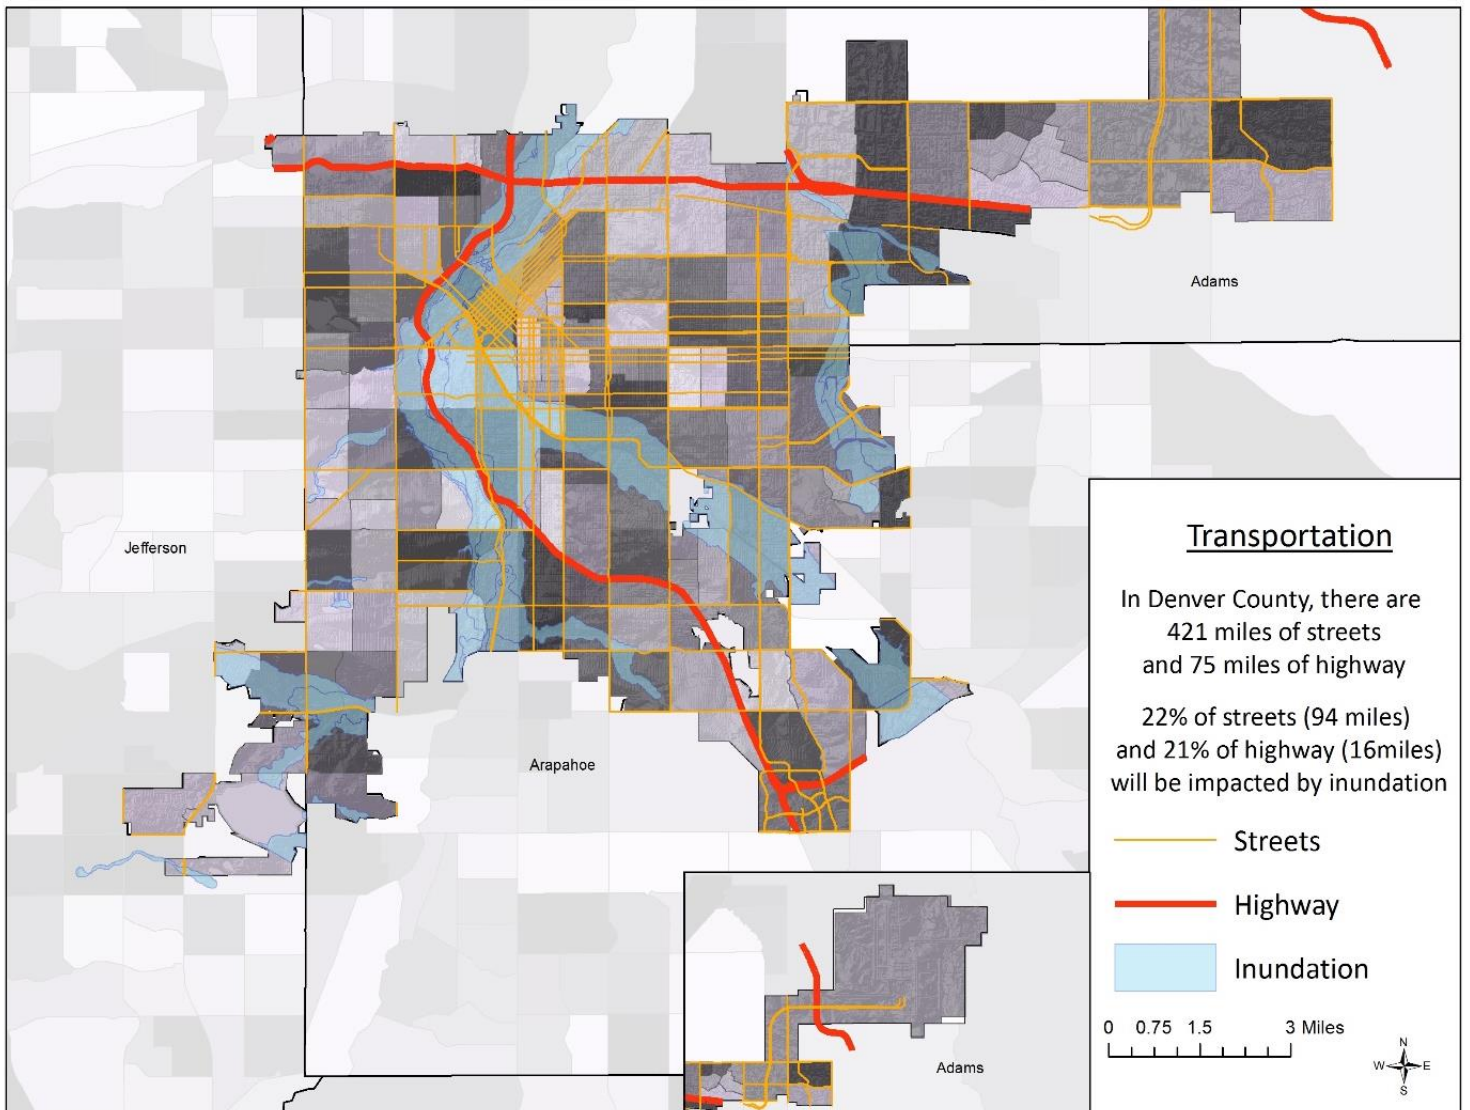 Adams
Jefferson
Arapahoe
Adams
Transportation
In Denver County, there are
421 miles of streets
and 75 miles of highway
22% of streets (94 miles)
and 21% of highway (16miles)
will be impacted by inundation
Streets
Highway
Inundation
0 0.75 1.5 3 Miles
N
W E
S